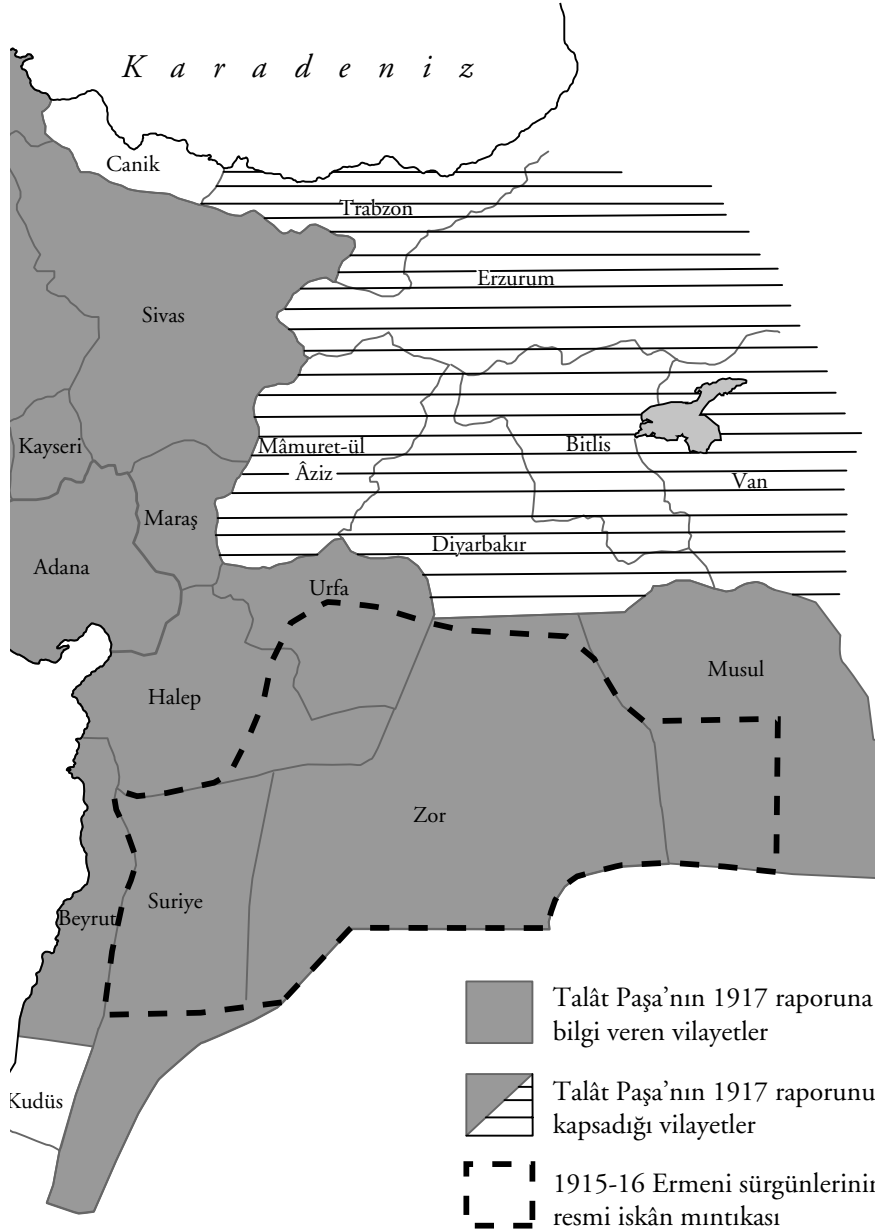 Karadeniz
Canik
Trabzon
Erzurum
Sivas
Kayseri
Mâmuret-ül
Âziz
Bitlis
Van
Maraş
Diyarbakır
Adana
Urfa
Halep
Musul
Zor
Suriye
Beyrut
Kudüs
Talât Paşa’nın 1917 raporuna
bilgi veren vilayetler
Talât Paşa’nın 1917 raporunu
kapsadığı vilayetler
1915-16 Ermeni sürgünlerinin
resmi iskân mıntıkası